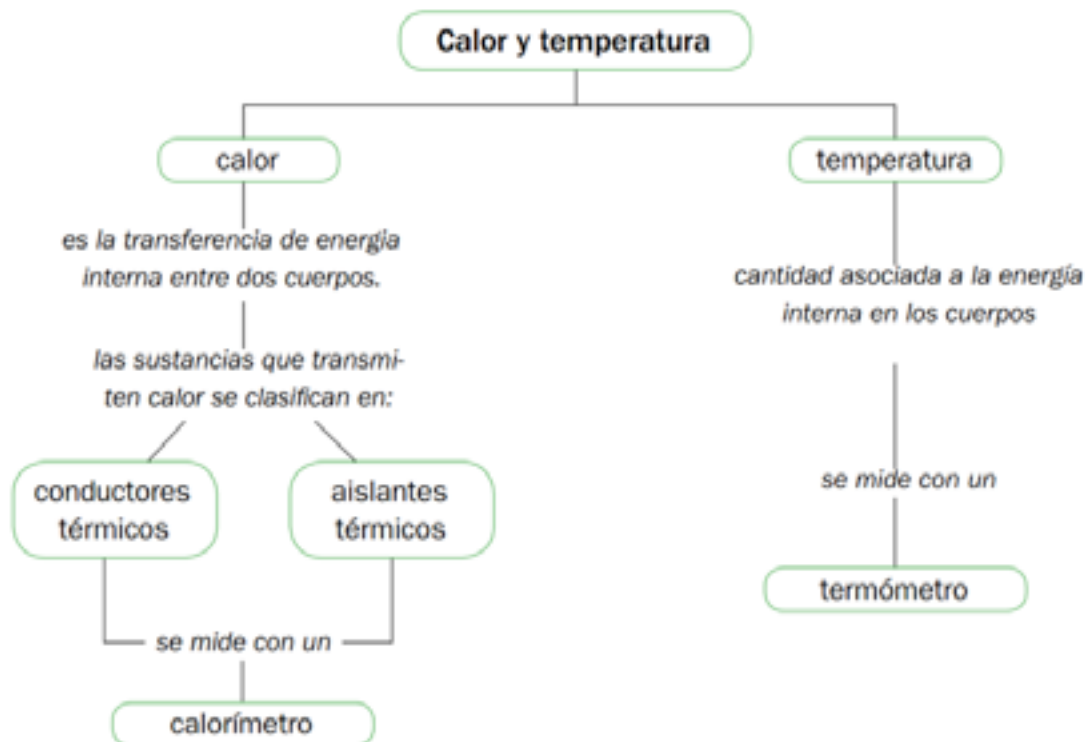 Calor y temperatura
calor
temperatura
es la transferencia de energía
interna entre dos cuerpos.
cantidad asociada a la energía
interna en los cuerpos
las sustancias que transmi-
ten calor se clasifican en:
conductores
térmicos
aislantes
térmicos
se mide con un
termómetro
se mide con un
calorímetro